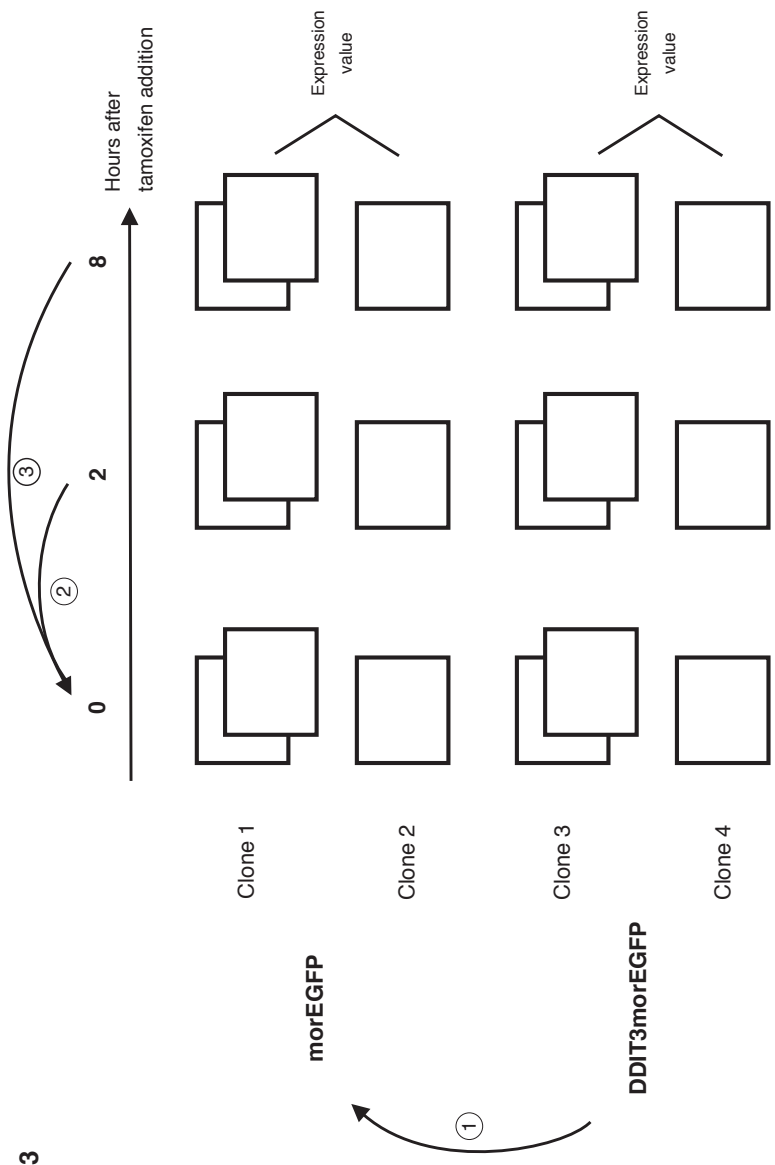 3
③
②
0
2
8
Hours after
tamoxifen addition
morEGFP
Clone 1
Clone 2
Expression
value
①
DDIT3morEGFP
Clone 3
Clone 4
Expression
value